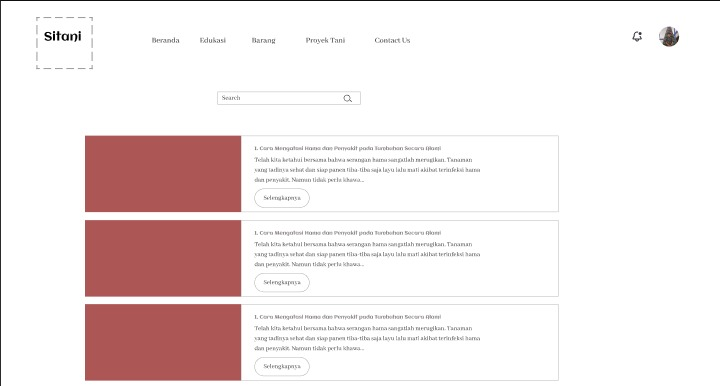 Sitani
Beranda Edukasi Barang Proyek Tani Contact Us
Search
1. Cara Mengatasi Hama dan Penyakit pada Tumbuhan Secara Alami
Telah kita ketahui bersama bahwa serangan hama sangatlah merugikan. Tanaman
yang tadinya sehat dan siap panen tiba-tiba saja layu lalu mati akibat terinfeksi hama
dan penyakit. Namun tidak perlu khawa...
Selengkapnya
1. Cara Mengatasi Hama dan Penyakit pada Tumbuhan Secara Alami
Telah kita ketahui bersama bahwa serangan hama sangatlah merugikan. Tanaman
yang tadinya sehat dan siap panen tiba-tiba saja layu lalu mati akibat terinfeksi hama
dan penyakit. Namun tidak perlu khawa...
Selengkapnya
1. Cara Mengatasi Hama dan Penyakit pada Tumbuhan Secara Alami
Telah kita ketahui bersama bahwa serangan hama sangatlah merugikan. Tanaman
yang tadinya sehat dan siap panen tiba-tiba saja layu lalu mati akibat terinfeksi hama
dan penyakit. Namun tidak perlu khawa...
Selengkapnya